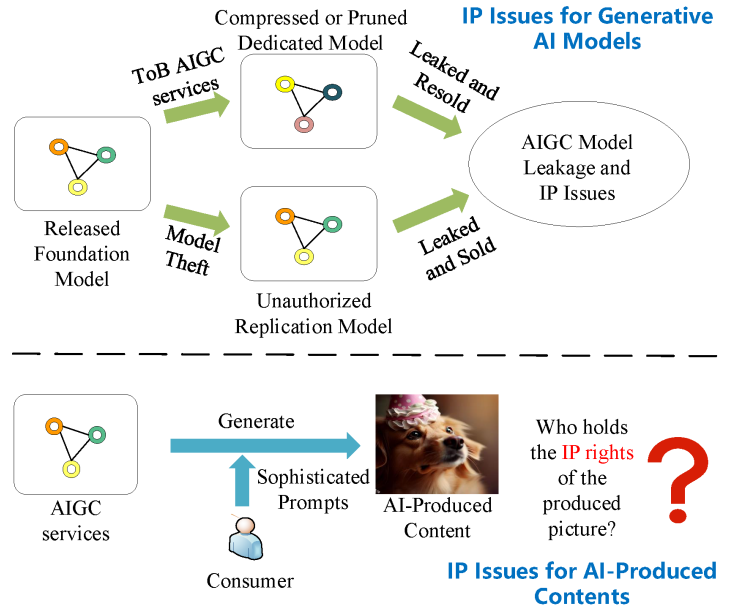 IP Issues for Generative
AI Models
Compressed or Pruned
Dedicated Model
ToB AIGC
services
Leaked and
Resold
AIGC Model
Leakage and
IP Issues
Released
Foundation
Model
Model
Theft
Unauthorized
Replication Model
Leaked
and Sold
AIGC
services
Generate
Sophisticated
Prompts
Consumer
AI-Produced
Content
Who holds
the IP rights
of the
produced
picture?
?
IP Issues for AI-Produced
Contents